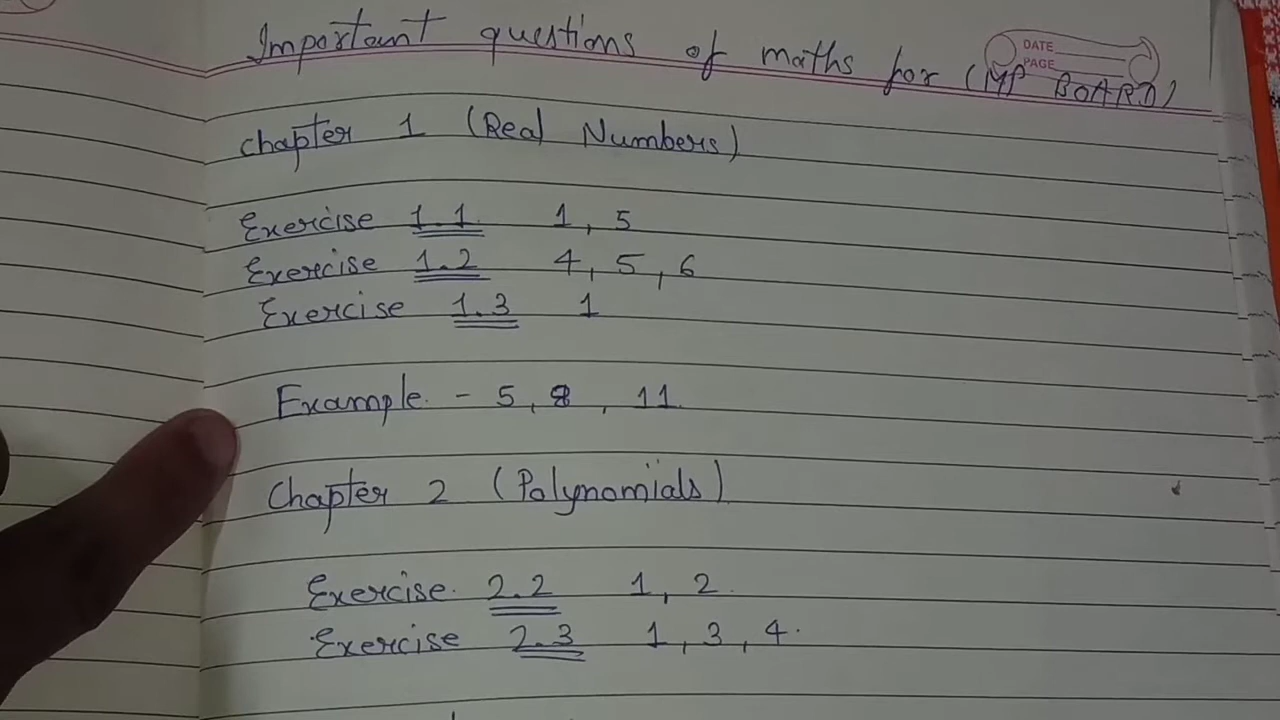 Important questions of maths for (MP BOARD)
DATE
PAGE
Chapter 1 (Real Numbers)
Exercise 1.1 1, 5
Exercise 1.2 4, 5, 6
Exercise 1.3 1
Example - 5, 8, 11
Chapter 2 (Polynomials)
Exercise 2.2 1, 2
Exercise 2.3 1, 3, 4.